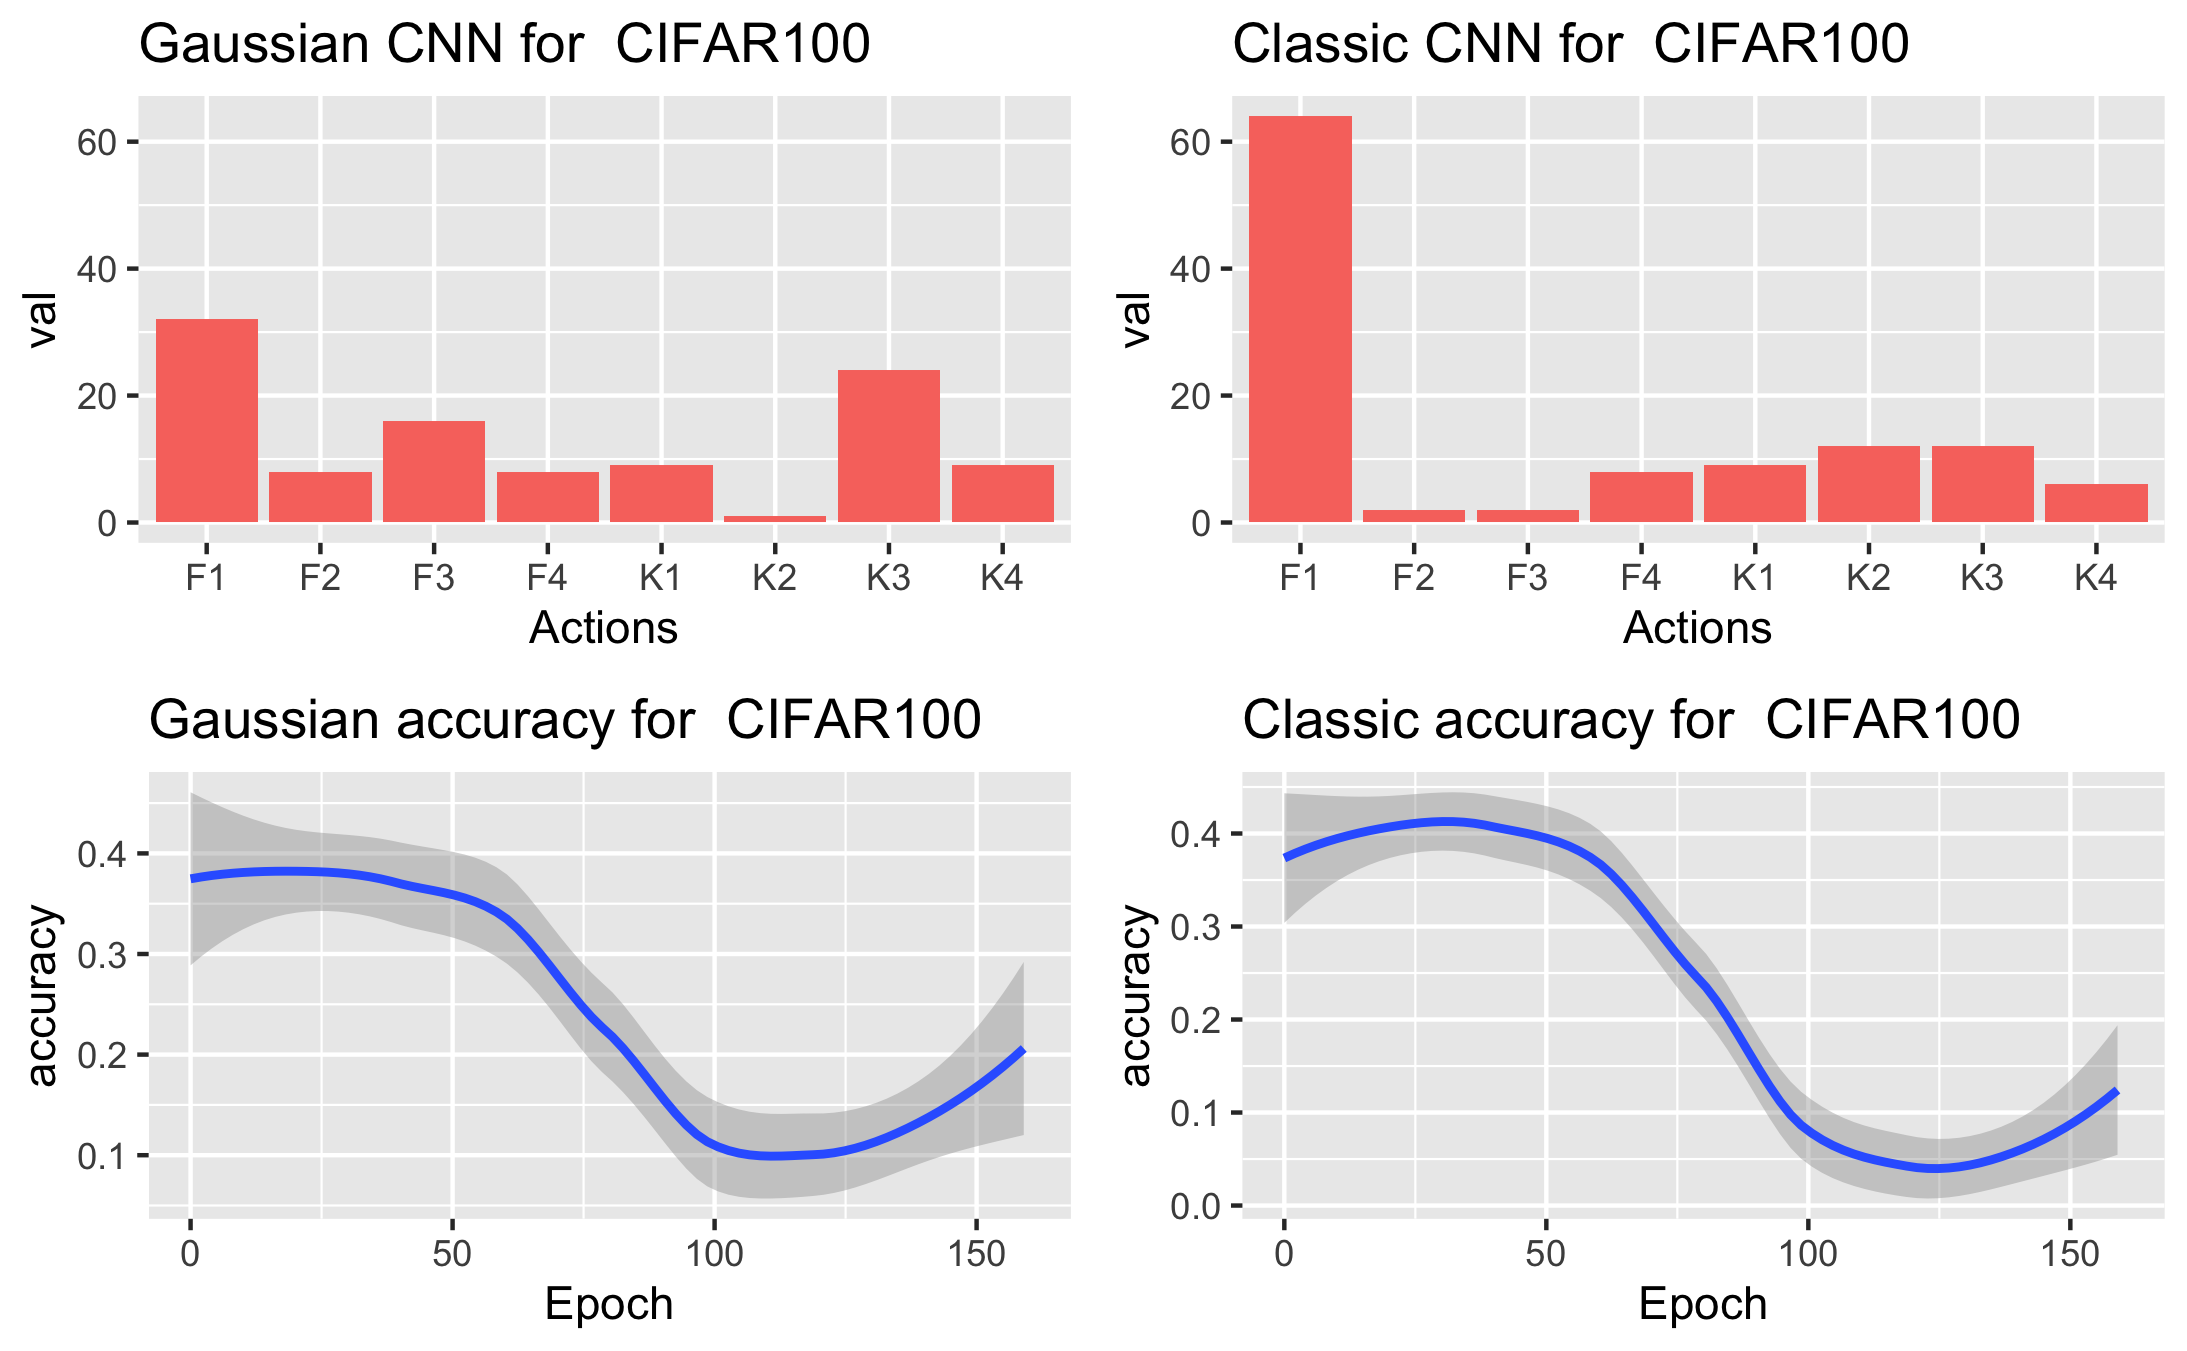 Gaussian CNN for  CIFAR100
val
60
40
20
0
F1 F2 F3 F4 K1 K2 K3 K4
Actions
Classic CNN for  CIFAR100
val
60
40
20
0
F1 F2 F3 F4 K1 K2 K3 K4
Actions
Gaussian accuracy for  CIFAR100
accuracy
0.4
0.3
0.2
0.1
0 50 100 150
Epoch
Classic accuracy for  CIFAR100
accuracy
0.4
0.3
0.2
0.1
0.0
0 50 100 150
Epoch